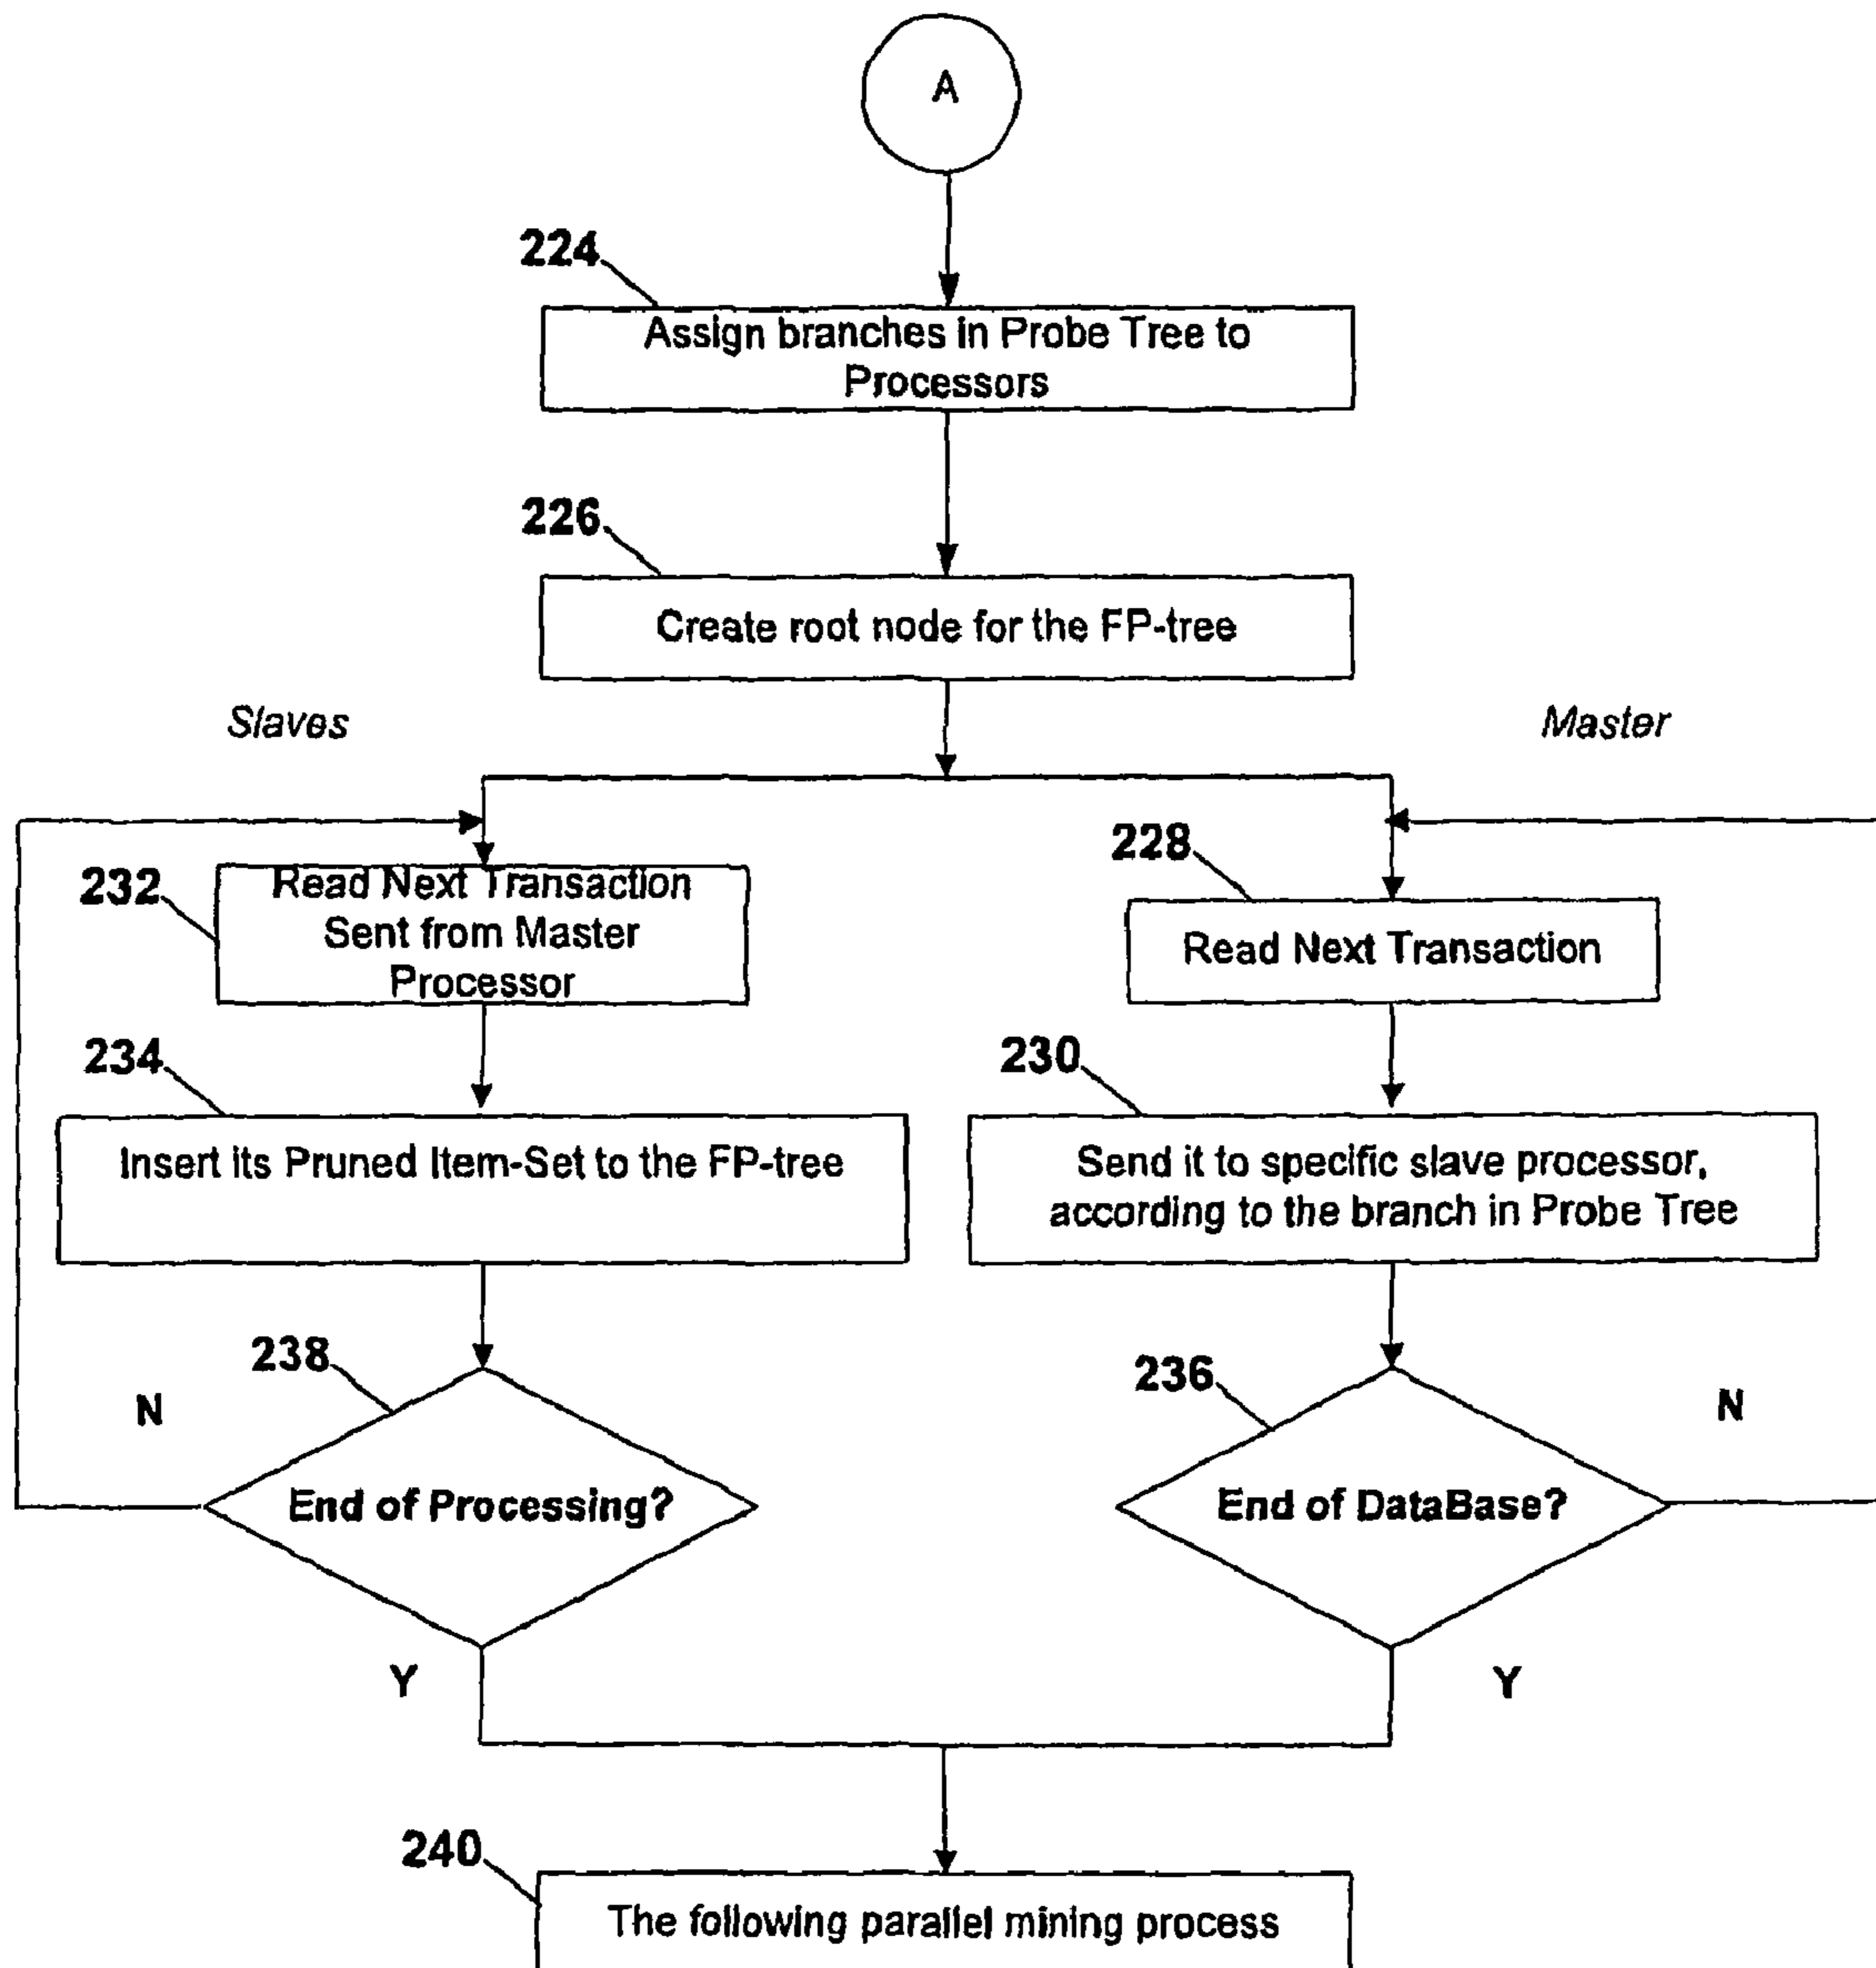 A
224
Assign branches in Probe Tree to
Processors
226
Create root node for the FP-tree
Slaves
Master
232
Read Next Transaction
Sent from Master
Processor
228
Read Next Transaction
234
Insert its Pruned Item-Set to the FP-tree
230
Send it to specific slave processor,
according to the branch in Probe Tree
238
N
End of Processing?
Y
236
N
End of DataBase?
Y
240
The following parallel mining process